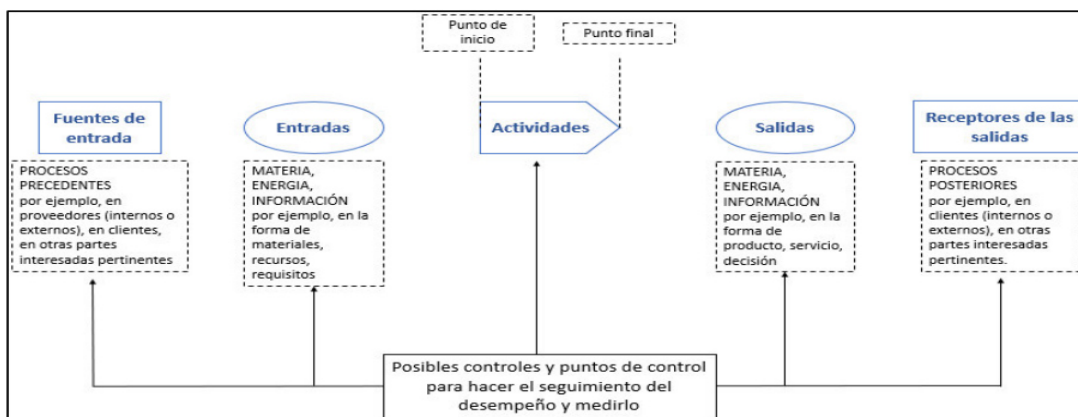 Punto de
inicio
Punto final
Fuentes de
entrada
Entradas
Actividades
Salidas
Receptores de las
salidas
PROCESOS
PRECEDENTES
por ejemplo, en
proveedores (internos o
externos), en clientes,
en otras partes
interesadas pertinentes
MATERIA,
ENERGIA,
INFORMACIÓN
por ejemplo, en la
forma de
materiales,
recursos,
requisitos
MATERIA,
ENERGIA,
INFORMACIÓN
por ejemplo, en la
forma de
producto, servicio,
decisión
PROCESOS
POSTERIORES
por ejemplo, en
clientes (internos o
externos), en otras
partes interesadas
pertinentes.
Posibles controles y puntos de control
para hacer el seguimiento del
desempeño y medirlo